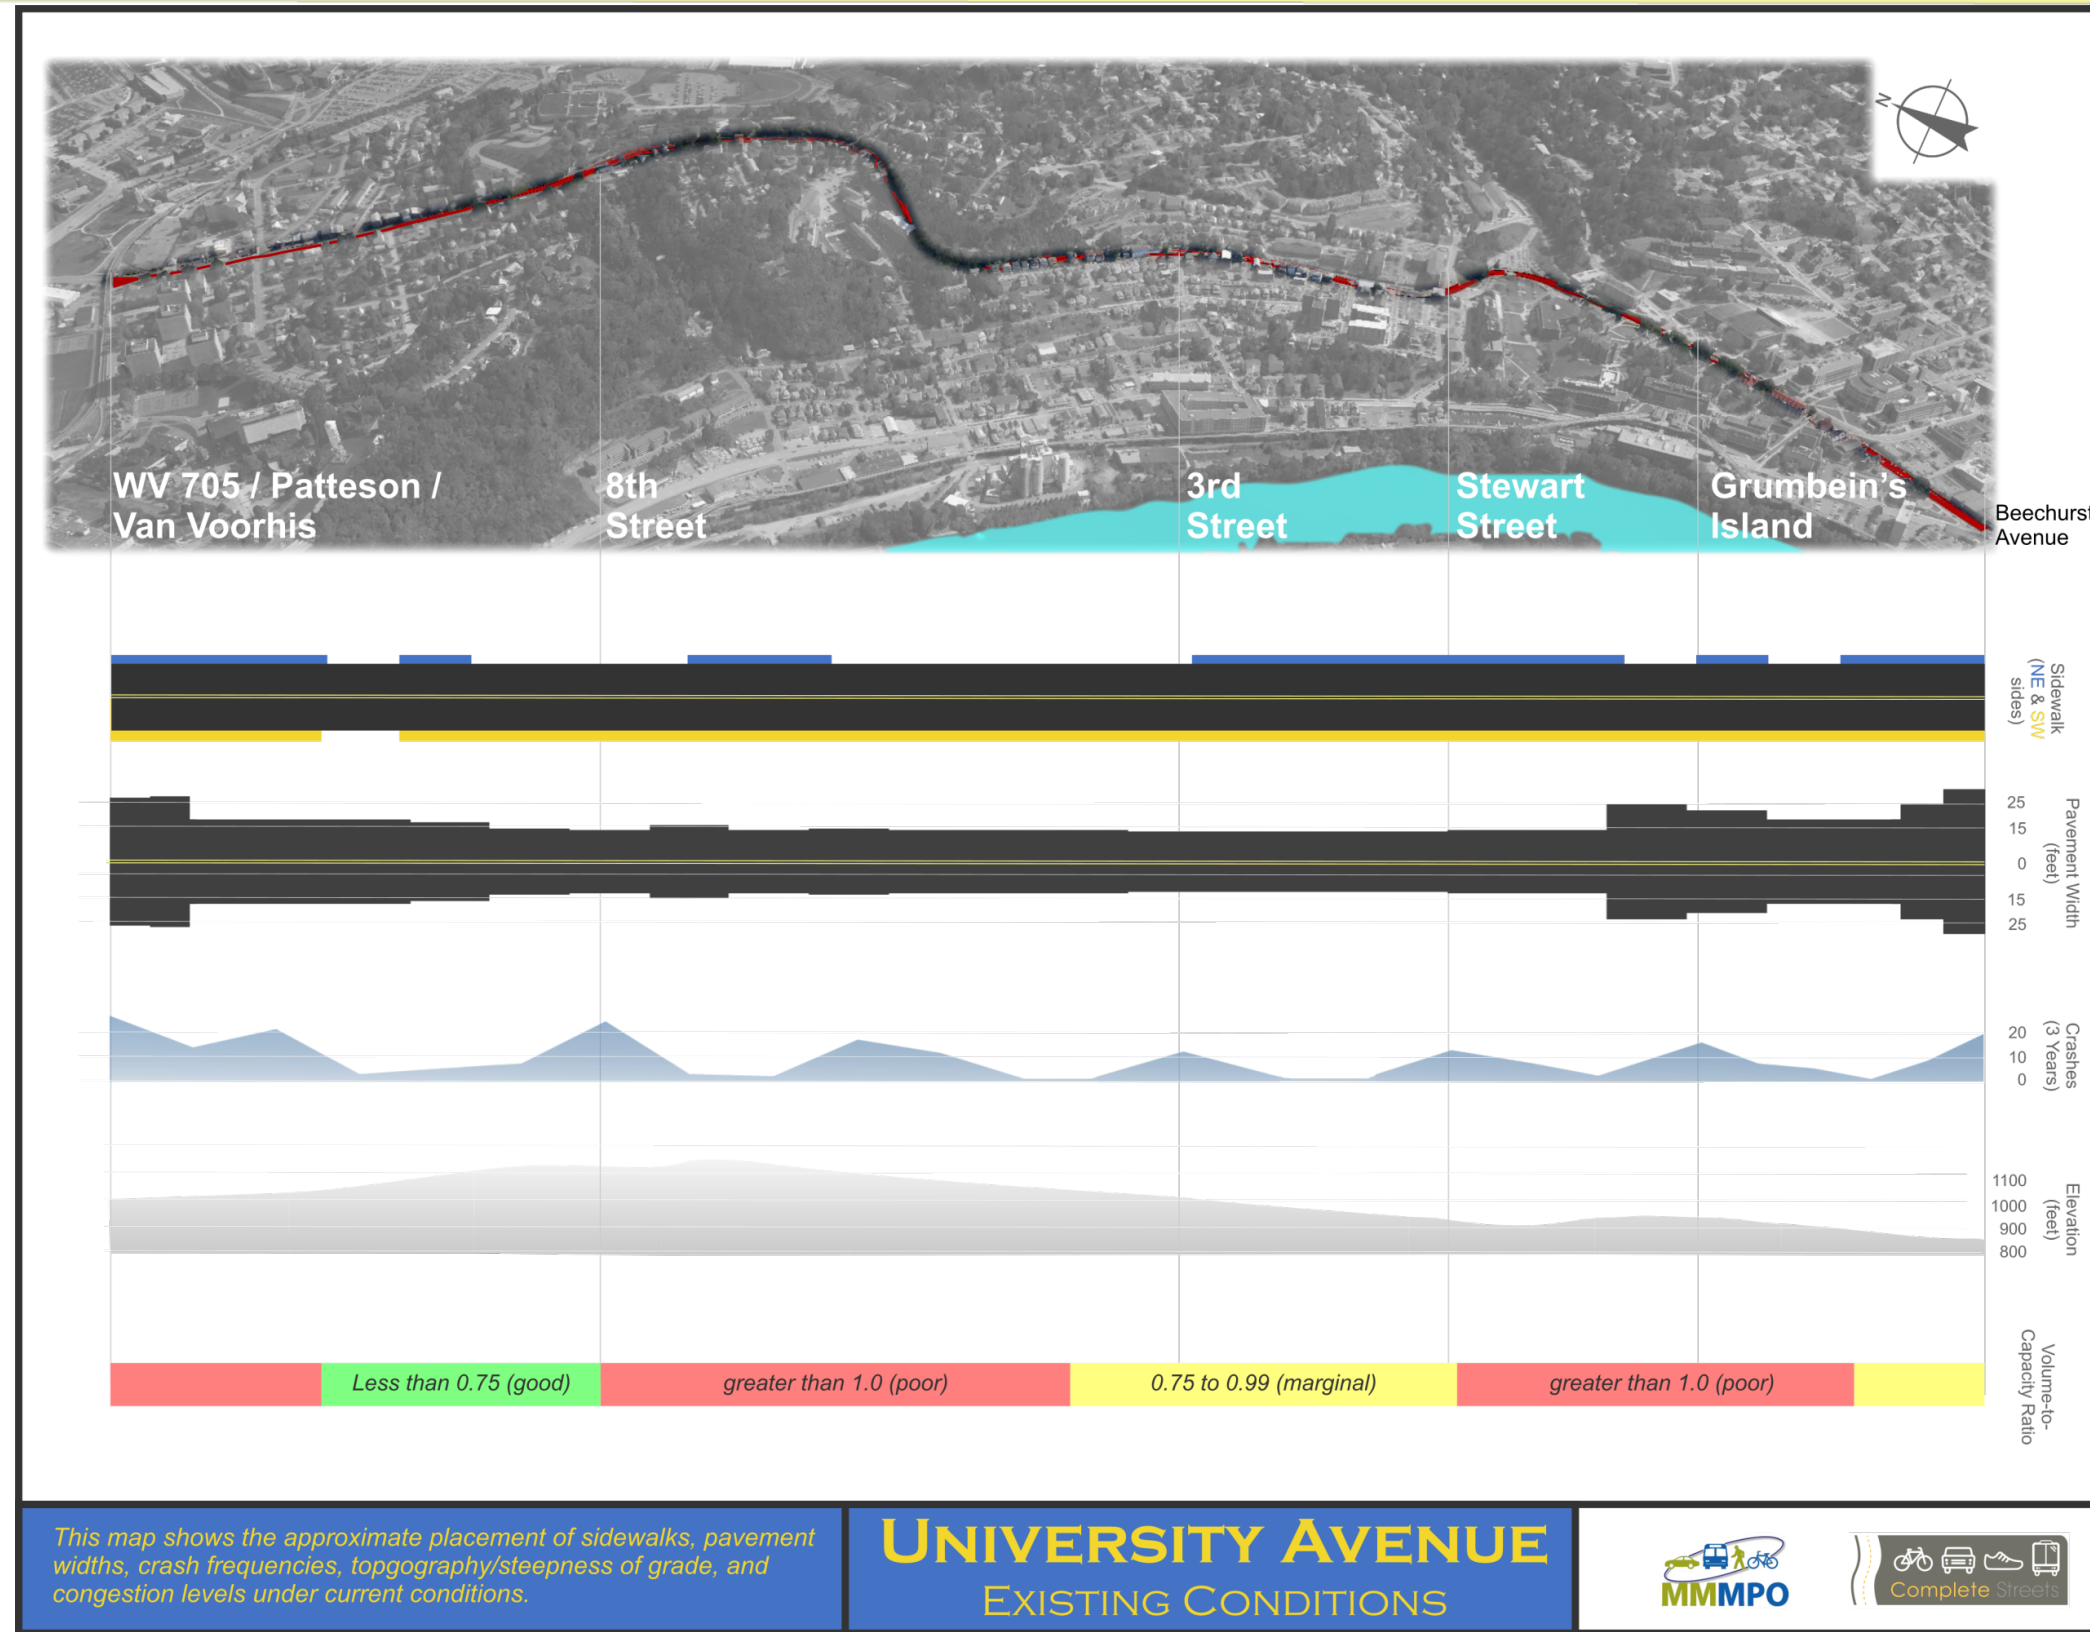 N
WV 705 / Patteson /
Van Voorhis
8th
Street
3rd
Street
Stewart
Street
Grumbein's
Island
Beechurst
Avenue
Sidewalk
(NE & SW
sides)
25
15
0
15
25
Pavement Width
(feet)
20
10
0
Crashes
(3 Years)
1100
1000
900
800
Elevation
(feet)
Less than 0.75 (good)
greater than 1.0 (poor)
0.75 to 0.99 (marginal)
greater than 1.0 (poor)
Volume-to-
Capacity Ratio
This map shows the approximate placement of sidewalks, pavement
widths, crash frequencies, topgography/steepness of grade, and
congestion levels under current conditions.
UNIVERSITY AVENUE
EXISTING CONDITIONS
MMMPO
Complete Streets